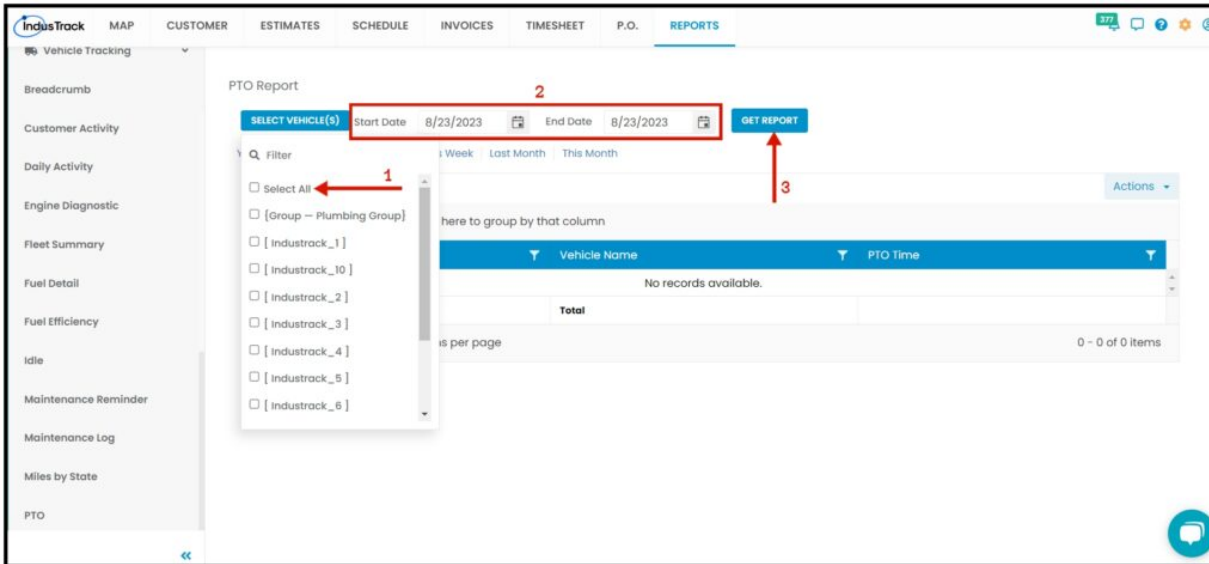 IndusTrack MAP CUSTOMER ESTIMATES SCHEDULE INVOICES TIMESHEET P.O. REPORTS 377
Vehicle Tracking
Breadcrumb
Customer Activity
Daily Activity
Engine Diagnostic
Fleet Summary
Fuel Detail
Fuel Efficiency
Idle
Maintenance Reminder
Maintenance Log
Miles by State
PTO
PTO Report
2
SELECT VEHICLE(S) Start Date 8/23/2023 End Date 8/23/2023 GET REPORT
Week Last Month This Month
Filter
1
Select All
3
Actions
{Group – Plumbing Group}
here to group by that column
[ Industrack_1 ]
Vehicle Name PTO Time
[ Industrack_10 ]
No records available.
[ Industrack_2 ]
Total
[ Industrack_3 ]
[ Industrack_4 ]
per page 0 - 0 of 0 items
[ Industrack_5 ]
[ Industrack_6 ]